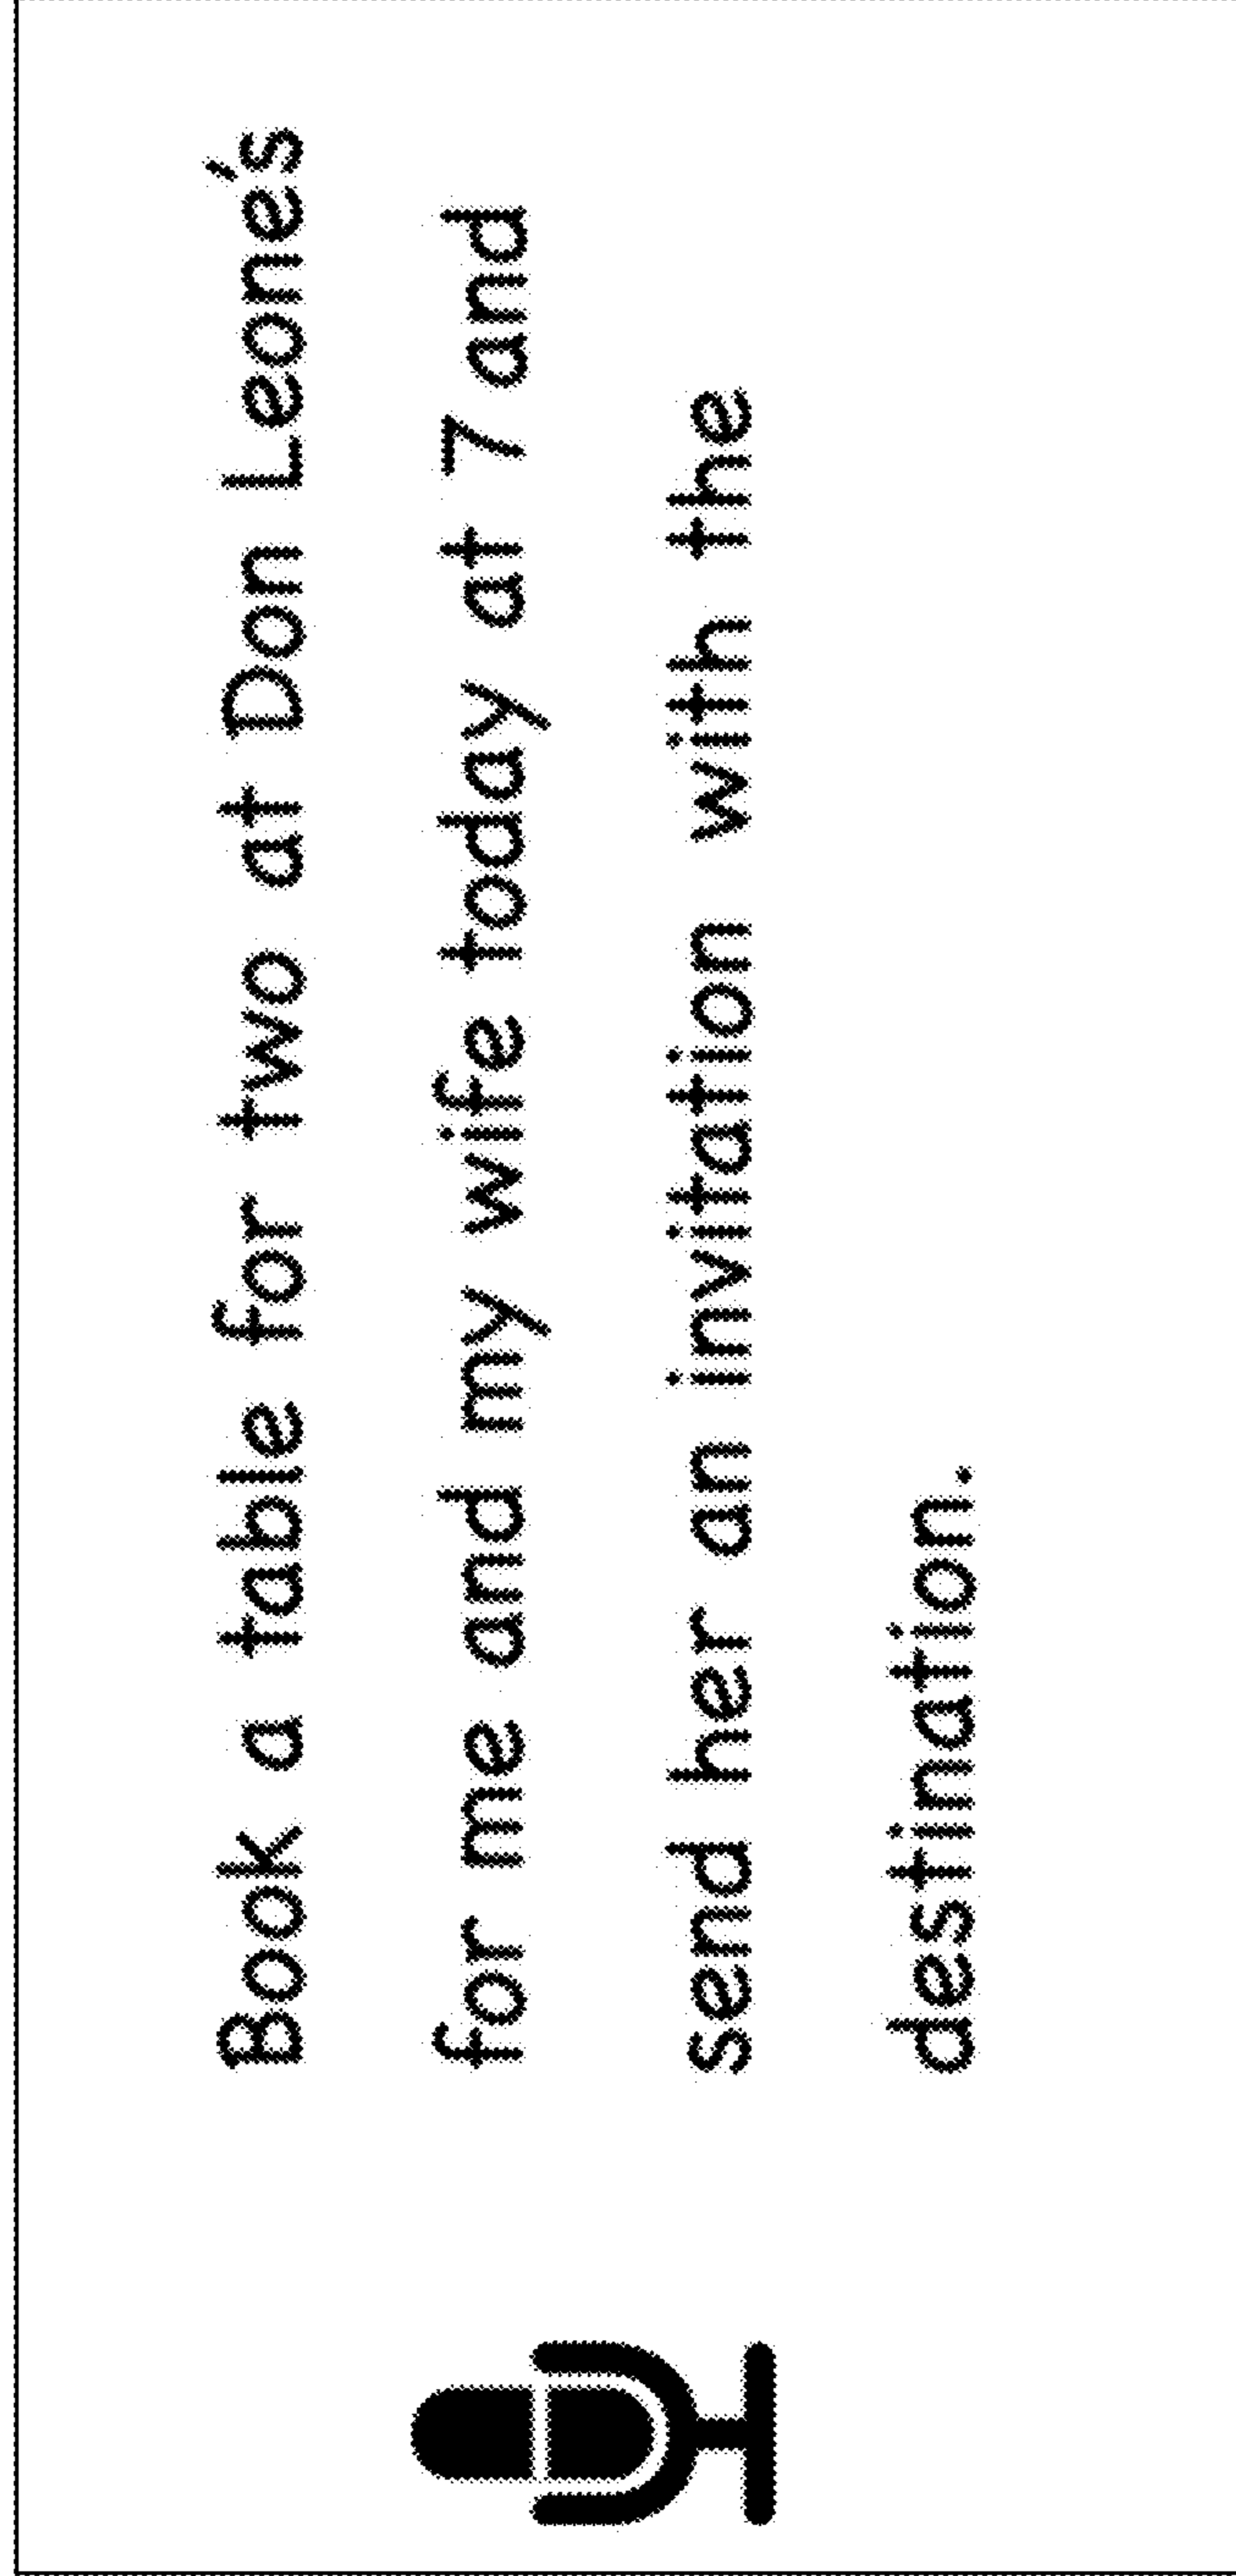 Book a table for two at Don Leone's
for me and my wife today at 7 and
send her an invitation with the
destination.